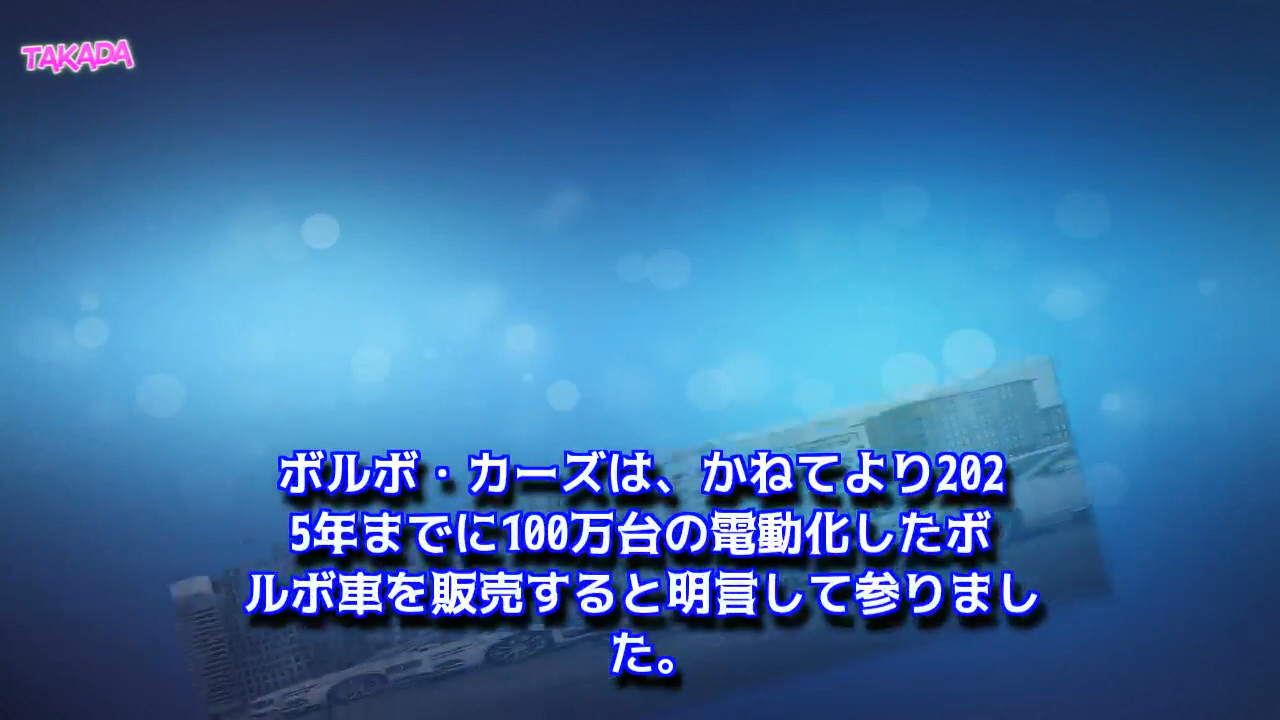 TAKADA
ボルボ・カーズは、かねてより202
5年までに100万台の電動化したボ
ルボ車を販売すると明言して参りまし
た。